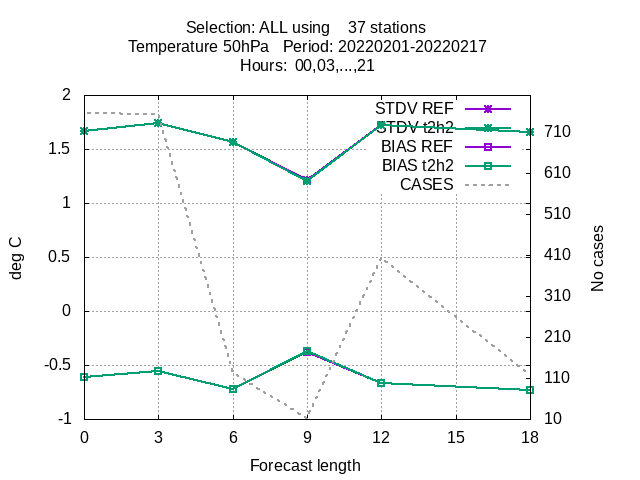 Selection: ALL using    37 stations
Temperature 50hPa   Period: 20220201-20220217
Hours:  00,03,...,21
STDV REF
STDV t2h2
BIAS REF
BIAS t2h2
CASES
2
1.5
1
0.5
0
-0.5
-1
deg C
710
610
510
410
310
210
110
10
No cases
0 3 6 9 12 15 18
Forecast length